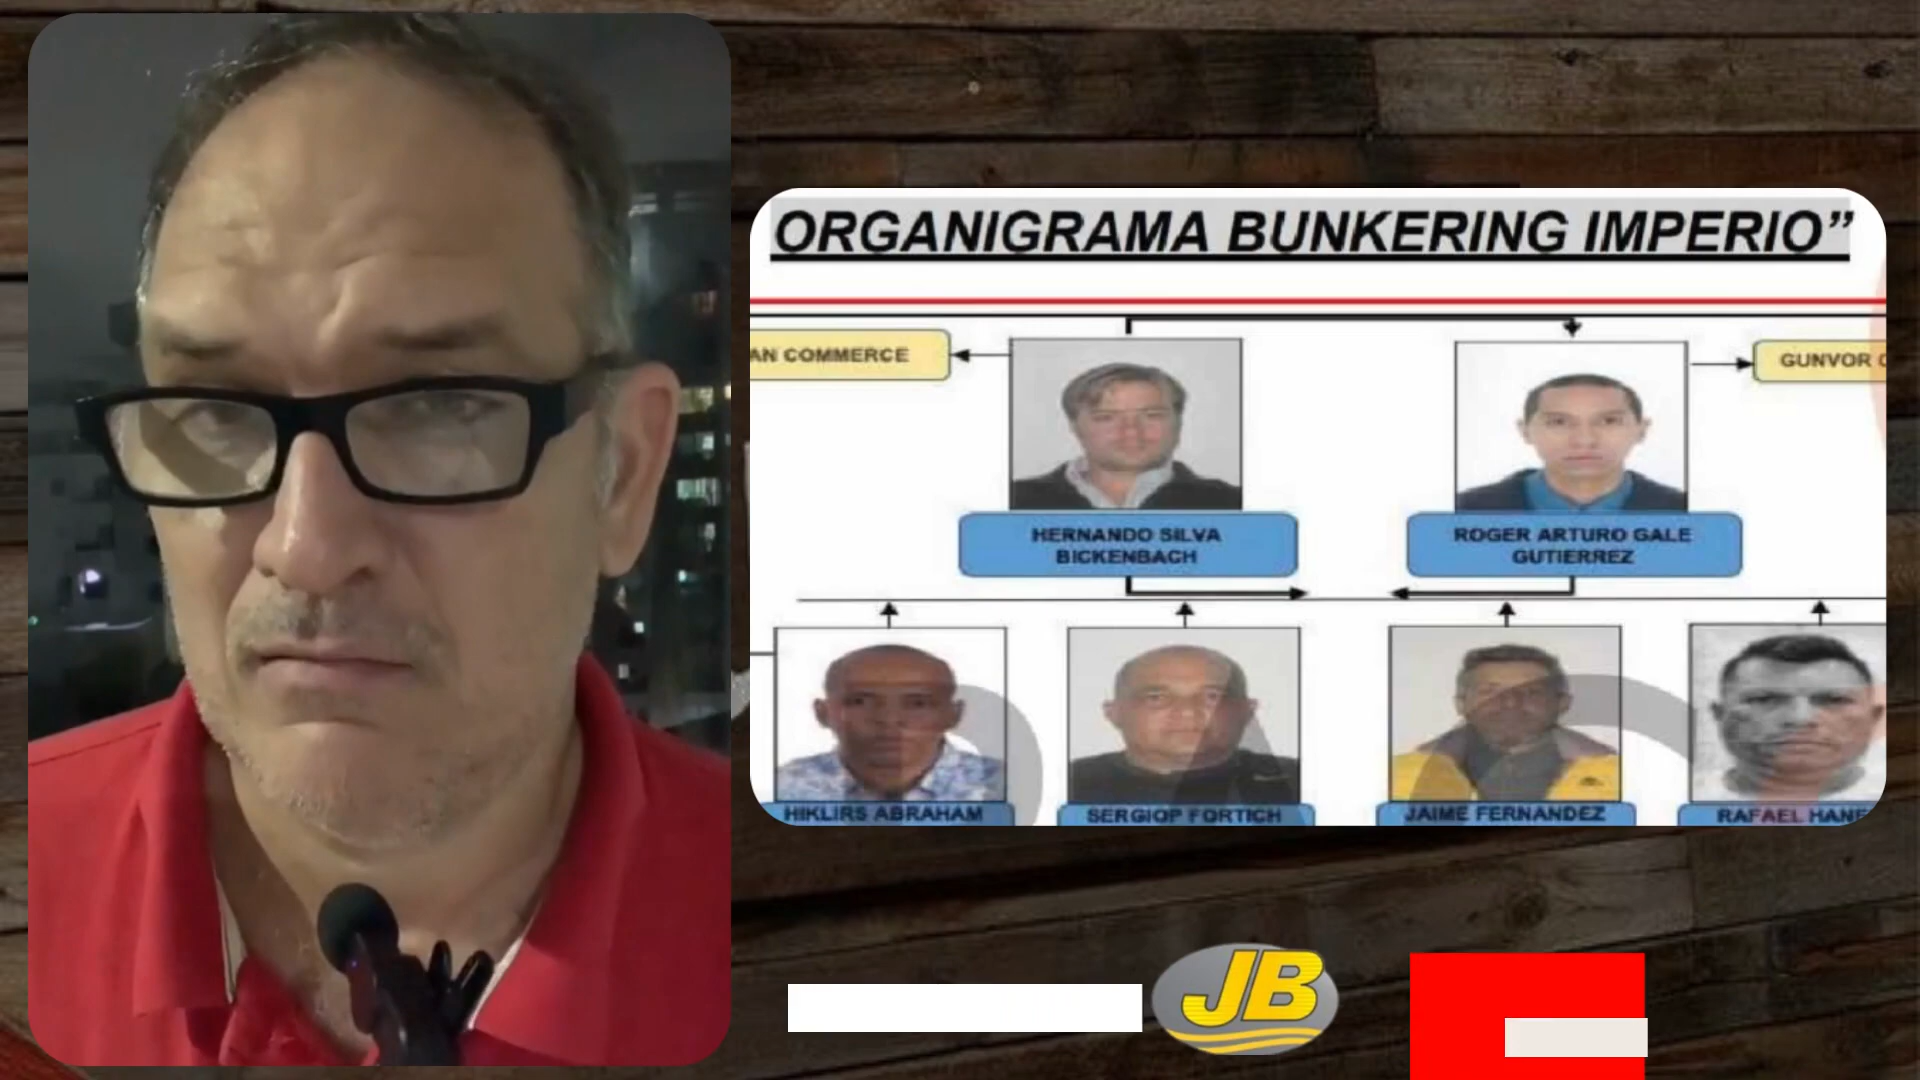 ORGANIGRAMA BUNKERING IMPERIO”
AN COMMERCE
GUNVOR
HERNANDO SILVA
BICKENBACH
ROGER ARTURO GALE
GUTIERREZ
HIKLIRS ABRAHAM
SERGIOP FORTICH
JAIME FERNANDEZ
RAFAEL HANE
JB